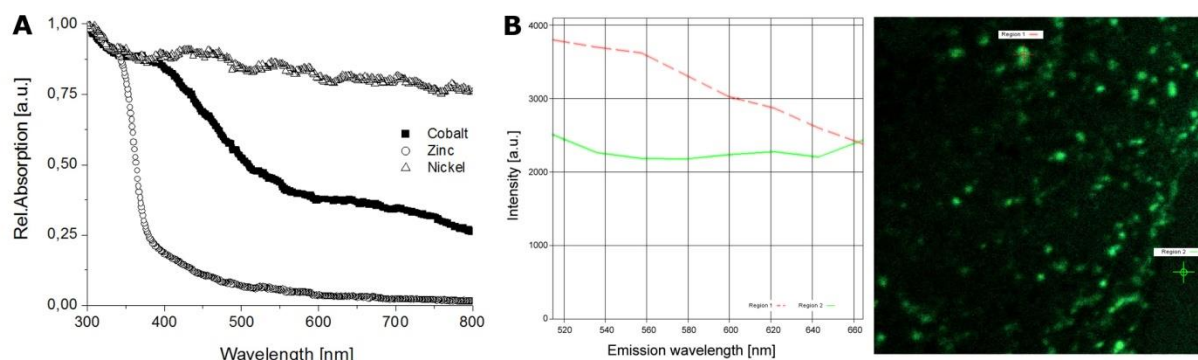 A
Rel.Absorption [a.u.]
1,00
0,75
0,50
0,25
0,00
Cobalt
Zinc
Nickel
300 400 500 600 700 800
Wavelength [nm]
B
Intensity [a.u.]
4000
3000
2000
1000
0
Region 1 Region 2
520 540 560 580 600 620 640 660
Emission wavelength [nm]
Region 1
Region 2